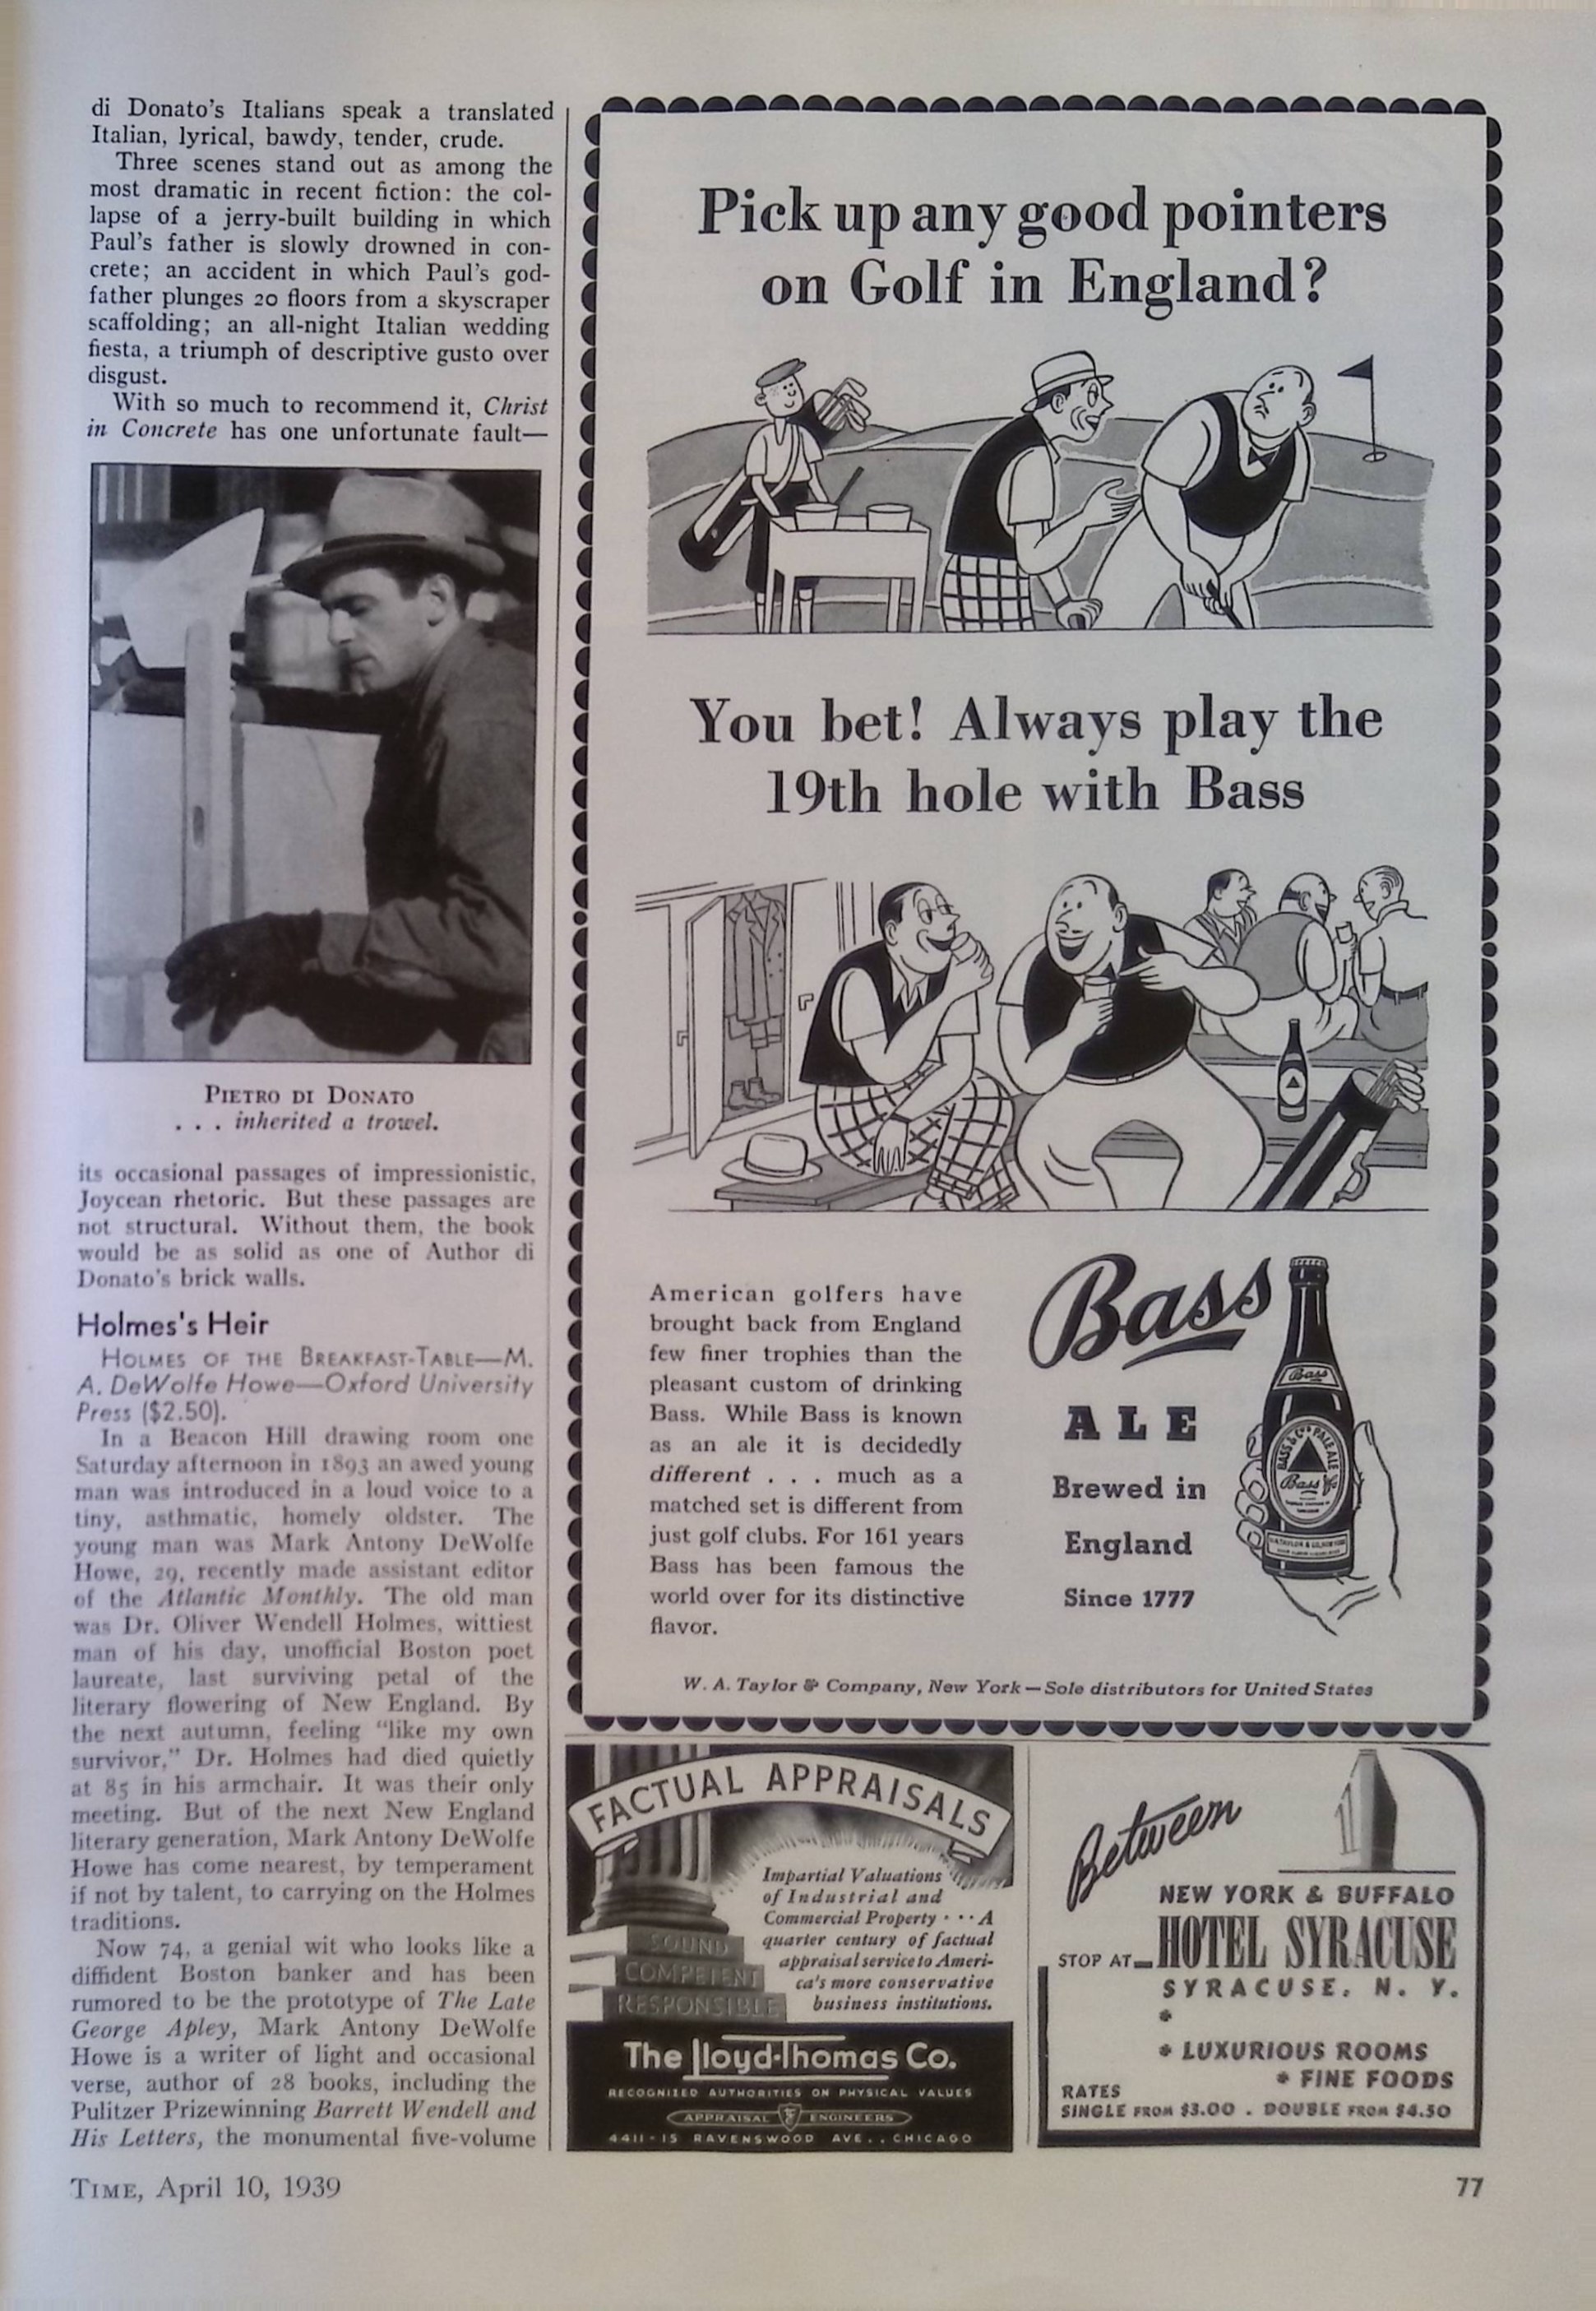 di Donato's Italians speak a translated
Italian, lyrical, bawdy, tender, crude.
Three scenes stand out as among the
most dramatic in recent fiction: the col-
lapse of a jerry-built building in which
Paul's father is slowly drowned in con-
crete; an accident in which Paul's god-
father plunges 20 floors from a skyscraper
scaffolding; an all-night Italian wedding
fiesta, a triumph of descriptive gusto over
disgust.
With so much to recommend it, Christ
in Concrete has one unfortunate fault—
PIETRO DI DONATO
. . . inherited a trowel.
its occasional passages of impressionistic,
Joycean rhetoric. But these passages are
not structural. Without them, the book
would be as solid as one of Author di
Donato's brick walls.
Holmes's Heir
HOLMES OF THE BREAKFAST-TABLE—M.
A. DeWolfe Howe—Oxford University
Press ($2.50).
In a Beacon Hill drawing room one
Saturday afternoon in 1893 an awed young
man was introduced in a loud voice to a
tiny, asthmatic, homely oldster. The
young man was Mark Antony DeWolfe
Howe, 29, recently made assistant editor
of the Atlantic Monthly. The old man
was Dr. Oliver Wendell Holmes, wittiest
man of his day, unofficial Boston poet
laureate, last surviving petal of the
literary flowering of New England. By
the next autumn, feeling "like my own
survivor," Dr. Holmes had died quietly
at 85 in his armchair. It was their only
meeting. But of the next New England
literary generation, Mark Antony DeWolfe
Howe has come nearest, by temperament
if not by talent, to carrying on the Holmes
traditions.
Now 74, a genial wit who looks like a
diffident Boston banker and has been
rumored to be the prototype of The Late
George Apley, Mark Antony DeWolfe
Howe is a writer of light and occasional
verse, author of 28 books, including the
Pulitzer Prizewinning Barrett Wendell and
His Letters, the monumental five-volume
Pick up any good pointers
on Golf in England?
You bet! Always play the
19th hole with Bass
American golfers have
brought back from England
few finer trophies than the
pleasant custom of drinking
Bass. While Bass is known
as an ale it is decidedly
different . . . much as a
matched set is different from
just golf clubs. For 161 years
Bass has been famous the
world over for its distinctive
flavor.
Bass
ALE
Brewed in
England
Since 1777
Bass
BASS & Co's PALE ALE
Bass & Co
W. A. Taylor & Company, New York—Sole distributors for United States
FACTUAL APPRAISALS
Impartial Valuations
of Industrial and
Commercial Property · · · A
quarter century of factual
appraisal service to Ameri-
ca's more conservative
business institutions.
SOUND
COMPETENT
RESPONSIBLE
The Lloyd-Thomas Co.
RECOGNIZED AUTHORITIES ON PHYSICAL VALUES
APPRAISAL ENGINEERS
4411-15 RAVENSWOOD AVE., CHICAGO
Between
NEW YORK & BUFFALO
STOP AT HOTEL SYRACUSE
SYRACUSE, N. Y.
* LUXURIOUS ROOMS
* FINE FOODS
RATES
SINGLE FROM $3.00 . DOUBLE FROM $4.50
TIME, April 10, 1939
77